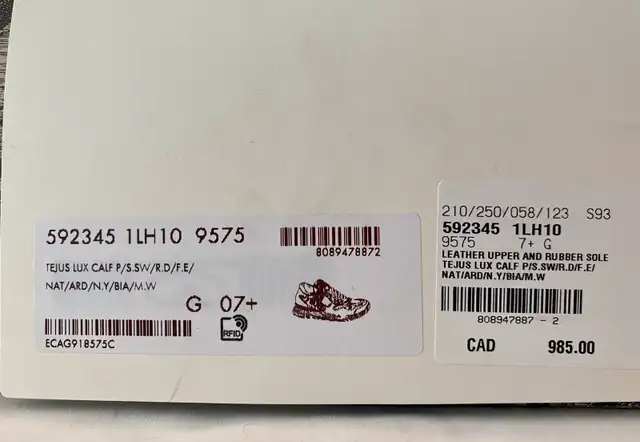 592345 1LH10 9575
8089478872
TEJUS LUX CALF P/S.SW/R.D/F.E/
NAT/ARD/N.Y/BIA/M.W
G 07+
RFID
ECAG918575C
210/250/058/123 S93
592345 1LH10
9575 7+ G
LEATHER UPPER AND RUBBER SOLE
TEJUS LUX CALF P/S.SW/R.D/F.E/
NAT/ARD/N.Y/BIA/M.W
808947887 - 2
CAD 985.00